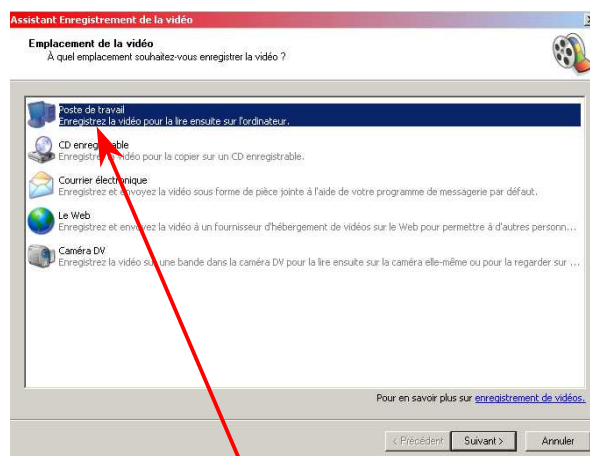 Assistant Enregistrement de la vidéo
Emplacement de la vidéo
À quel emplacement souhaitez-vous enregistrer la vidéo ?
Poste de travail
Enregistrez la vidéo pour la lire ensuite sur l'ordinateur.
CD enregistrable
Enregistrez la vidéo pour la copier sur un CD enregistrable.
Courrier électronique
Enregistrez et envoyez la vidéo sous forme de pièce jointe à l'aide de votre programme de messagerie par défaut.
Le Web
Enregistrez et envoyez la vidéo à un fournisseur d'hébergement de vidéos sur le Web pour permettre à d'autres personn...
Caméra DV
Enregistrez la vidéo sur une bande dans la caméra DV pour la lire ensuite sur la caméra elle-même ou pour la regarder sur ...
Pour en savoir plus sur enregistrement de vidéos.
< Précédent Suivant > Annuler